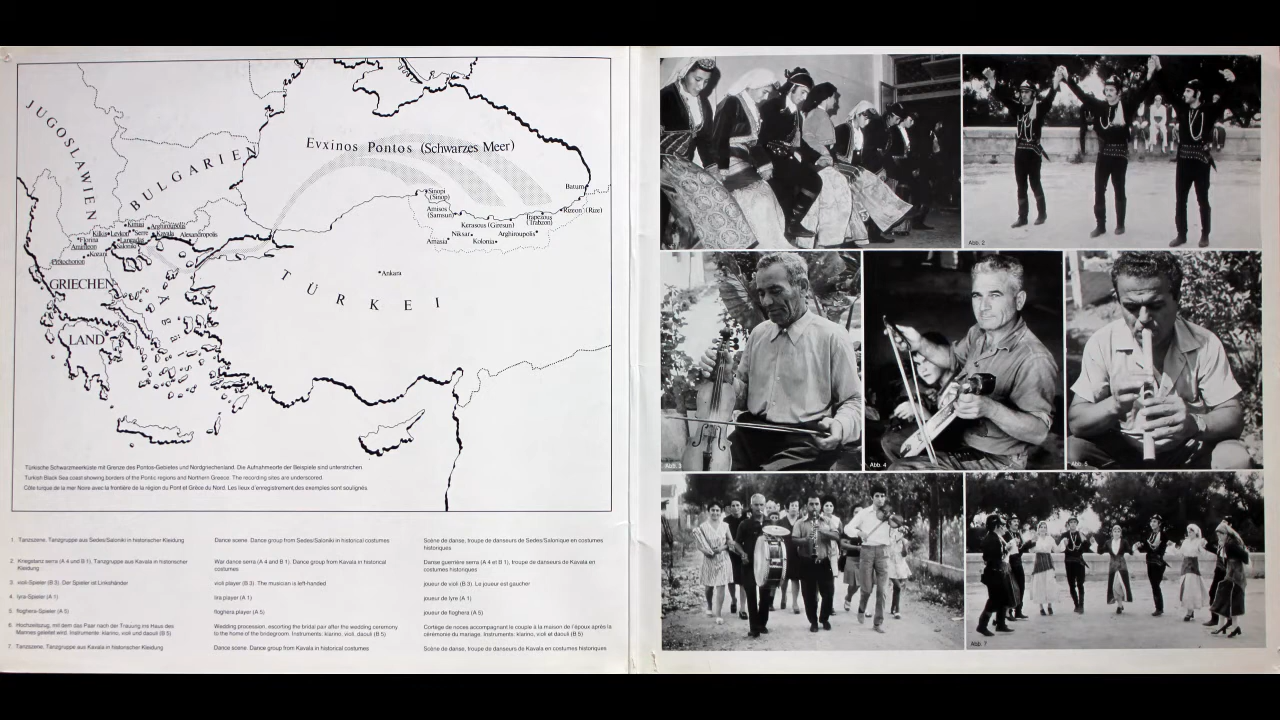 JUGOSLAWIEN
BULGARIEN
Evxinos Pontos (Schwarzes Meer)
Batum
Sinopi
(Sinop)
Amisos
(Samsun)
Trapezous
(Trabzon)
Rizeon (Rize)
Kerasous (Giresun)
Niksar
Arghiroupolis
Amasia
Kolonia
Kilkis
Serre
Arghiroupolis
Kavala
Alexandropolis
Florina
Langadas
Saloniki
Amindeon
Kozani
Ptolochorion
GRIECHEN
LAND
Ankara
TÜRKEI
Türkische Schwarzmeerküste mit Grenze des Pontos-Gebietes und Nordgriechenland. Die Aufnahmeorte der Beispiele sind unterstrichen.
Turkish Black Sea coast showing borders of the Pontic regions and Northern Greece. The recording sites are underscored.
Côte turque de la mer Noire avec la frontière de la région du Pont et Grèce du Nord. Les lieux d'enregistrement des exemples sont soulignés.
1. Tanzszene, Tanzgruppe aus Sedes/Saloniki in historischer Kleidung
Dance scene. Dance group from Sedes/Saloniki in historical costumes
Scène de danse, troupe de danseurs de Sedes/Salonique en costumes
historiques
2. Kriegstanz serra (A 4 und B 1), Tanzgruppe aus Kavala in historischer
Kleidung
War dance serra (A 4 and B 1). Dance group from Kavala in historical
costumes
Danse guerrière serra (A 4 et B 1), troupe de danseurs de Kavala en
costumes historiques
3. violi-Spieler (B 3). Der Spieler ist Linkshänder
violi player (B 3). The musician is left-handed
joueur de violi (B 3). Le joueur est gaucher
4. lyra-Spieler (A 1)
lira player (A 1)
joueur de lyre (A 1)
5. floghera-Spieler (A 5)
floghera player (A 5)
joueur de floghera (A 5)
6. Hochzeitszug, mit dem das Paar nach der Trauung ins Haus des
Mannes geleitet wird. Instrumente: klarino, violi und daouli (B 5)
Wedding procession, escorting the bridal pair after the wedding ceremony
to the home of the bridegroom. Instruments: klarino, violi, daouli (B 5)
Cortège de noces accompagnant le couple à la maison de l'époux après la
cérémonie du mariage. Instruments: klarino, violi et daouli (B 5)
7. Tanzszene, Tanzgruppe aus Kavala in historischer Kleidung
Dance scene. Dance group from Kavala in historical costumes
Scène de danse, troupe de danseurs de Kavala en costumes historiques
Abb. 2
Abb. 3
Abb. 4
Abb. 5
Abb. 7